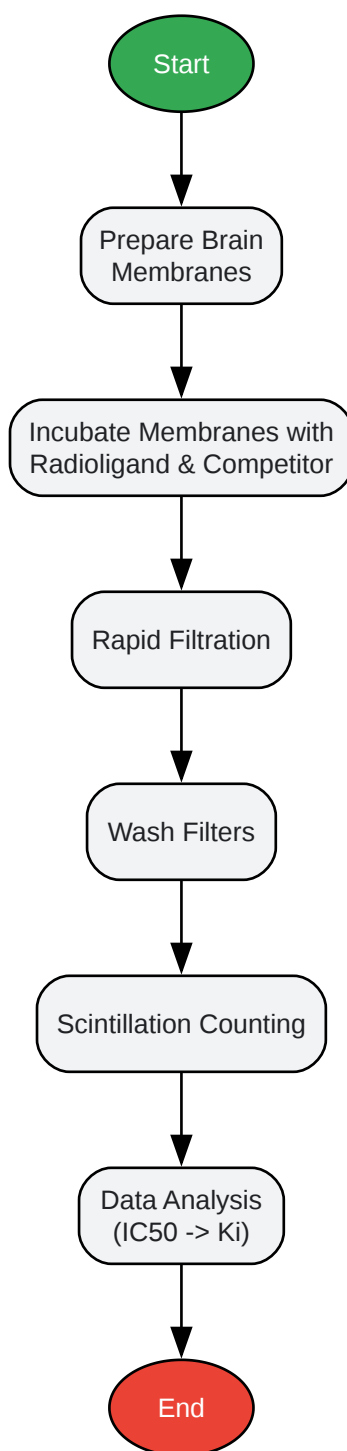 Start
Prepare Brain
Membranes
Incubate Membranes with
Radioligand & Competitor
Rapid Filtration
Wash Filters
Scintillation Counting
Data Analysis
(IC50 -> Ki)
End